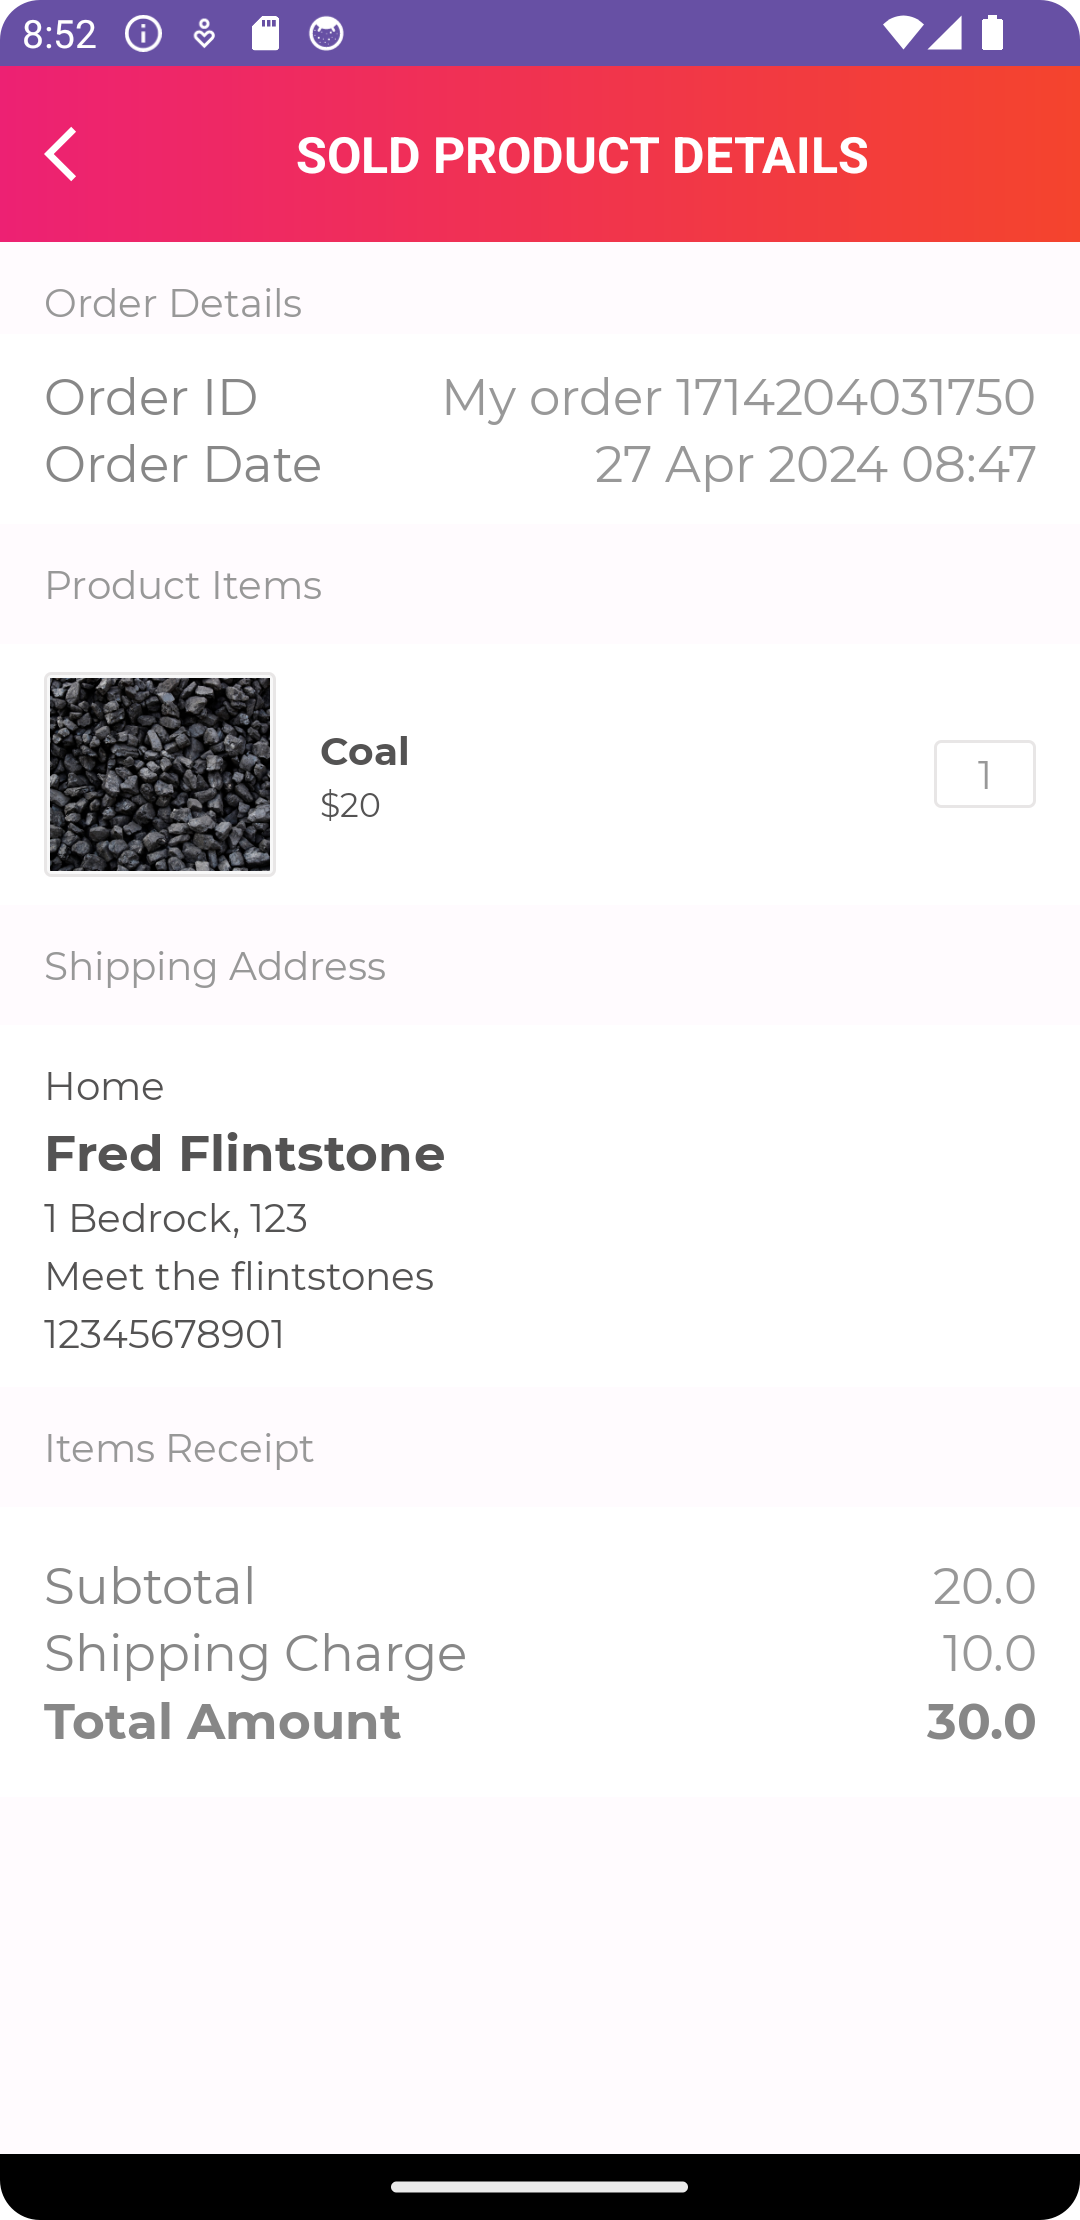 8:52
SOLD PRODUCT DETAILS
Order Details
Order ID My order 1714204031750
Order Date 27 Apr 2024 08:47
Product Items
Coal
$20
1
Shipping Address
Home
Fred Flintstone
1 Bedrock, 123
Meet the flintstones
12345678901
Items Receipt
Subtotal 20.0
Shipping Charge 10.0
Total Amount 30.0